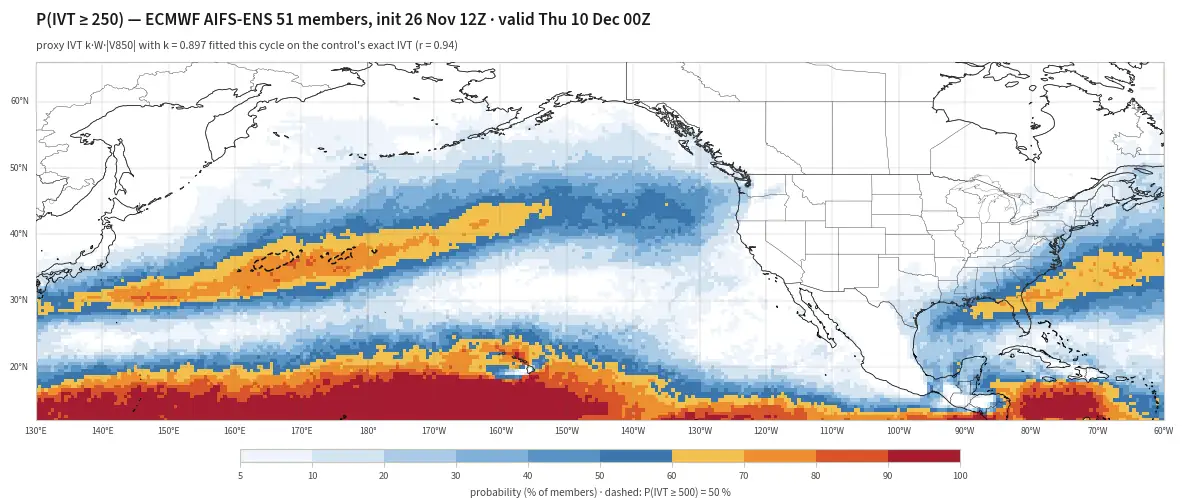 P(IVT ≥ 250) — ECMWF AIFS-ENS 51 members, init 26 Nov 12Z · valid Thu 10 Dec 00Z
proxy IVT k·W·|V850| with k = 0.897 fitted this cycle on the control's exact IVT (r = 0.94)
60°N
50°N
40°N
30°N
20°N
130°E 140°E 150°E 160°E 170°E 180° 170°W 160°W 150°W 140°W 130°W 120°W 110°W 100°W 90°W 80°W 70°W 60°W
5 10 20 30 40 50 60 70 80 90 100
probability (% of members) · dashed: P(IVT ≥ 500) = 50 %